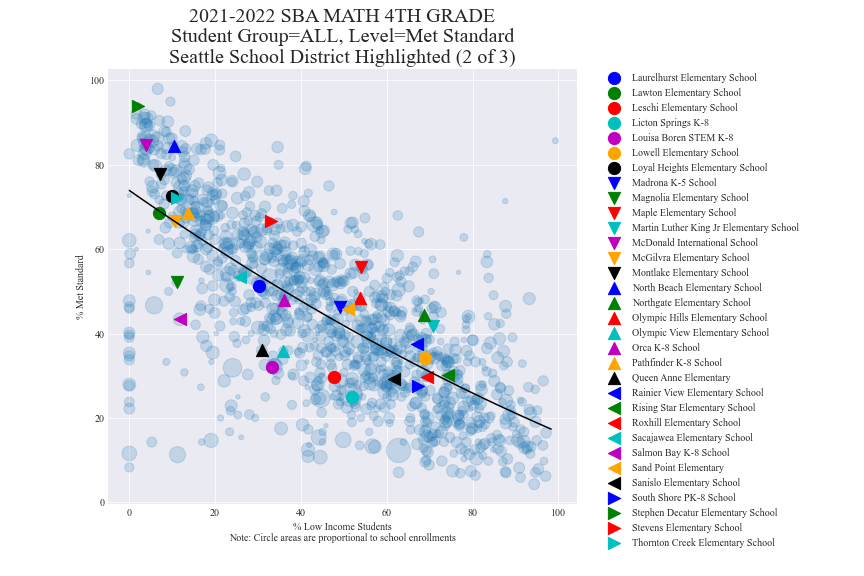 2021-2022 SBA MATH 4TH GRADE
Student Group=ALL, Level=Met Standard
Seattle School District Highlighted (2 of 3)
100
80
60
40
20
0
% Met Standard
0 20 40 60 80 100
% Low Income Students
Note: Circle areas are proportional to school enrollments
Laurelhurst Elementary School
Lawton Elementary School
Leschi Elementary School
Licton Springs K-8
Louisa Boren STEM K-8
Lowell Elementary School
Loyal Heights Elementary School
Madrona K-5 School
Magnolia Elementary School
Maple Elementary School
Martin Luther King Jr Elementary School
McDonald International School
McGilvra Elementary School
Montlake Elementary School
North Beach Elementary School
Northgate Elementary School
Olympic Hills Elementary School
Olympic View Elementary School
Orca K-8 School
Pathfinder K-8 School
Queen Anne Elementary
Rainier View Elementary School
Rising Star Elementary School
Roxhill Elementary School
Sacajawea Elementary School
Salmon Bay K-8 School
Sand Point Elementary
Sanislo Elementary School
South Shore PK-8 School
Stephen Decatur Elementary School
Stevens Elementary School
Thornton Creek Elementary School